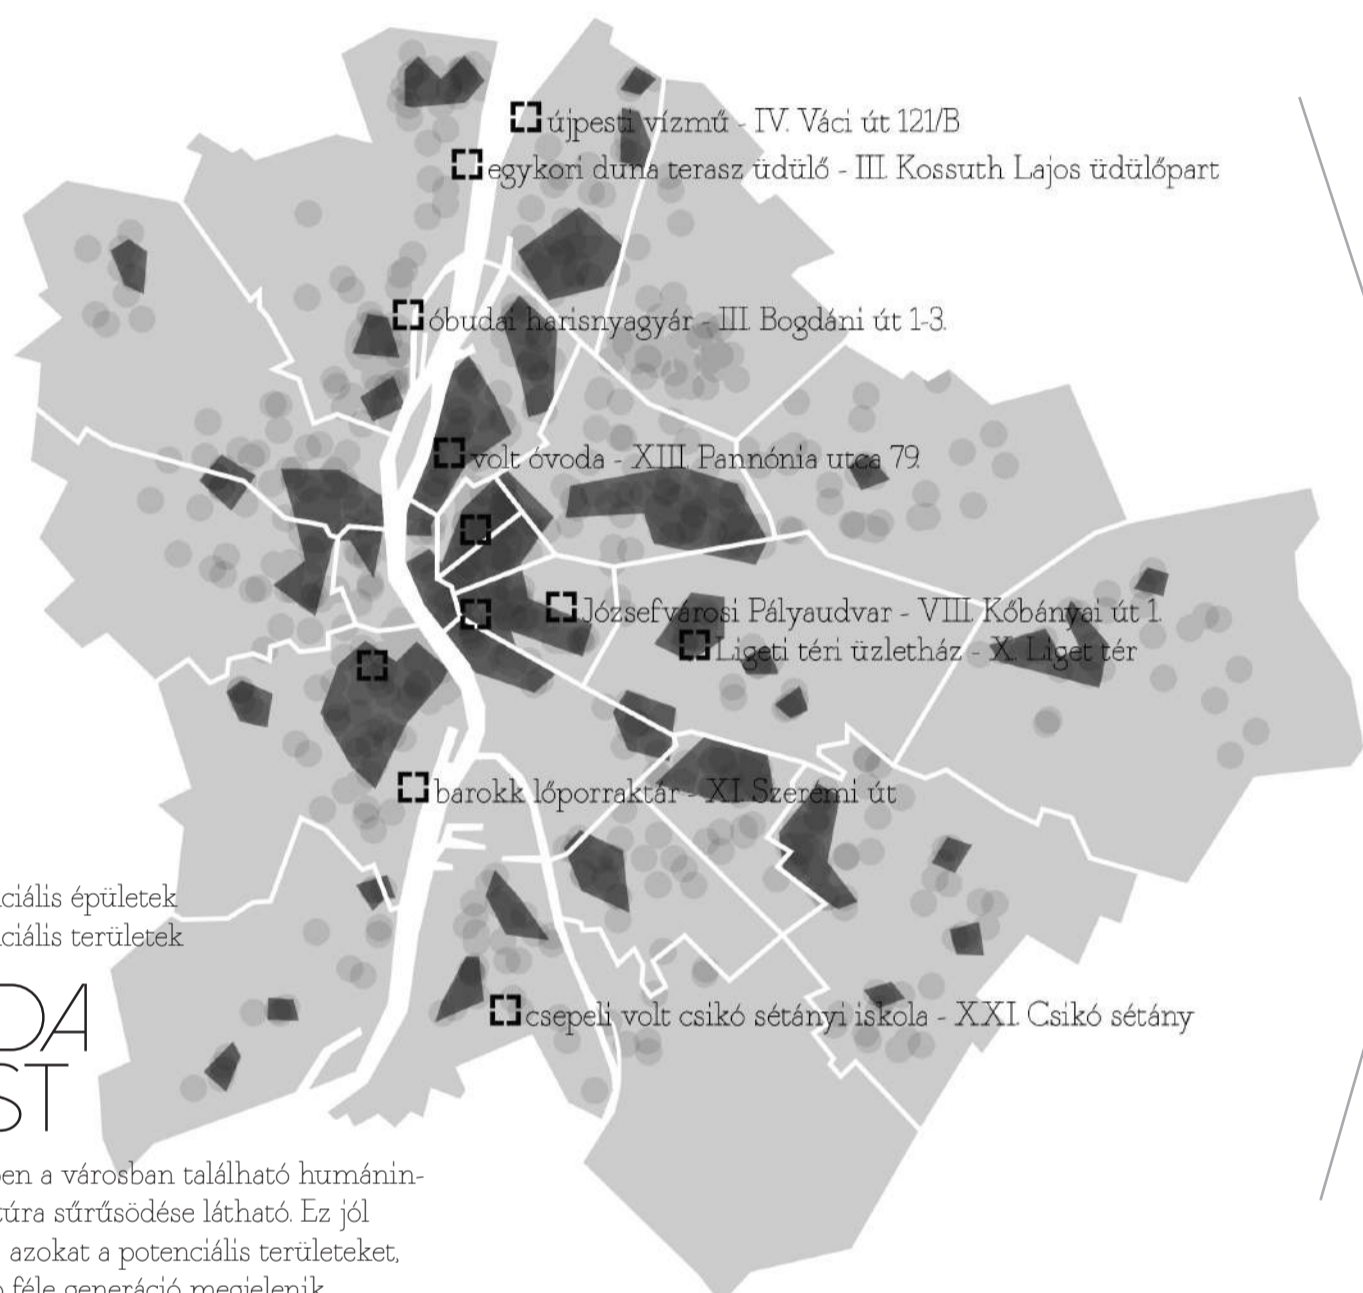 újpesti vízmű - IV. Váci út 121/B
egykori duna terasz üdülő - III. Kossuth Lajos üdülőpart
óbudai harisnyagyár - III. Bogdáni út 1-3.
volt óvoda - XIII. Pannónia utca 79.
Józsefvárosi Pályaudvar - VIII. Kőbányai út 1.
Ligeti téri üzletház - X. Liget tér
barokk lőporraktár - XI. Szerémi út
ciális épületek
ciális területek
csepeli volt csikó sétányi iskola - XXI. Csikó sétány
DA
ST
en a városban található humánin-
túra sűrűsödése látható. Ez jól
azokat a potenciális területeket,
féle generáció megjelenik